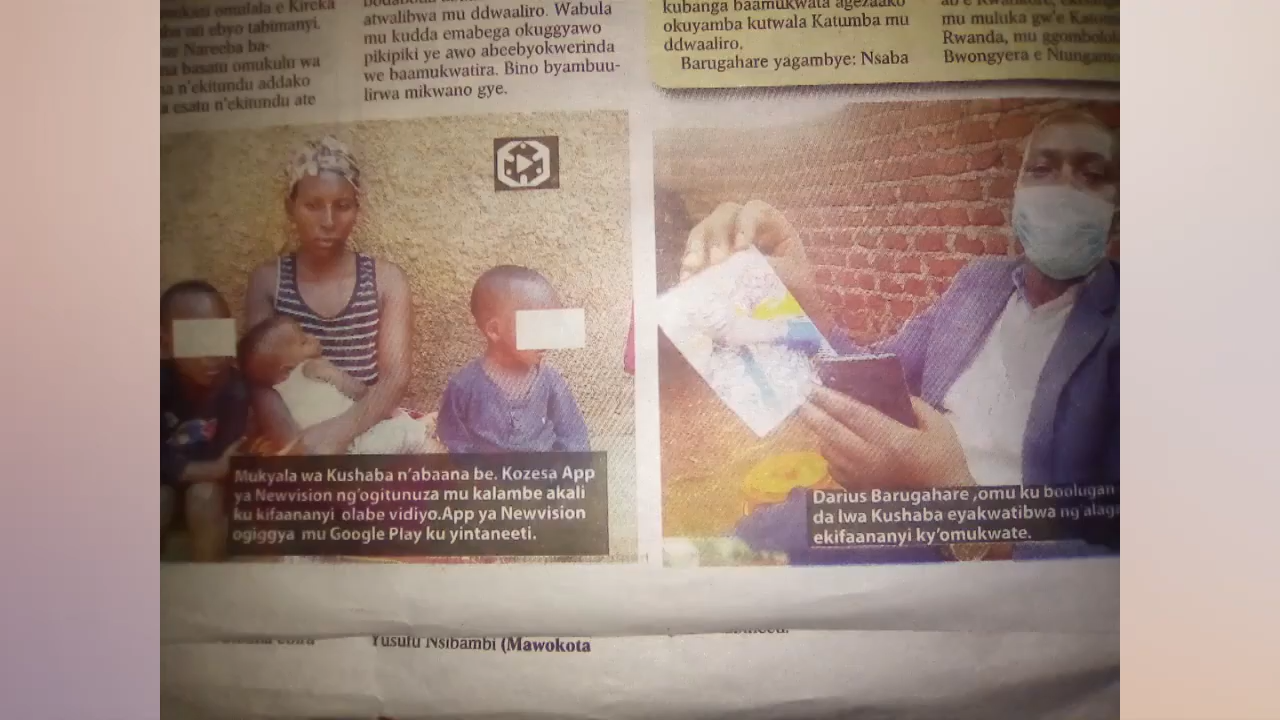 omulala e Kireka
ebyo tabimanyi.
Nareeba ba-
basatu omukulu wa
n'ekitundu addako
esatu n'ekitundu ate
atwalibwa mu ddwaaliro. Wabula
mu kudda emabega okuggyawo
pikipiki ye awo abeebyokwerinda
we baamukwatira. Bino byambuu-
lirwa mikwano gye.
kubanga baamukwata agezaako
okuyamba kutwala Katumba mu
ddwaaliro.
Barugahare yagambye: Nsaba
mu muluka gw'e
Rwanda, mu
Bwongyera e
Mukyala wa Kushaba n'abaana be. Kozesa App
ya Newvision ng'ogitunuza mu kalambe akali
ku kifaananyi olabe vidiyo.App ya Newvision
ogiggya mu Google Play ku yintaneeti.
Darius Barugahare ,omu ku boolugan
da lwa Kushaba eyakwatibwa ng alaga
ekifaananyi ky'omukwate.
Yusufu Nsibambi (Mawokota